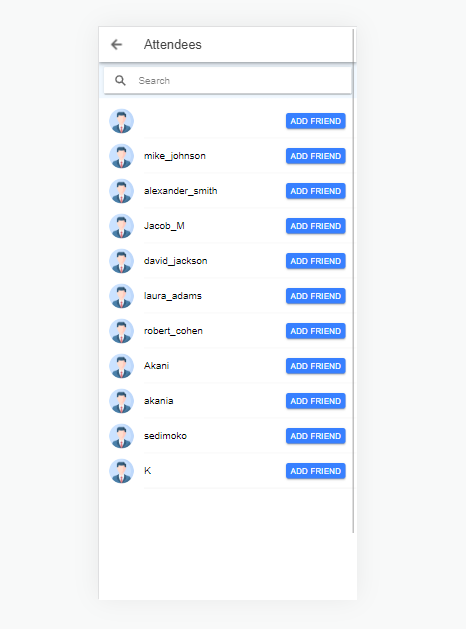 Attendees
Search
ADD FRIEND
mike_johnson ADD FRIEND
alexander_smith ADD FRIEND
Jacob_M ADD FRIEND
david_jackson ADD FRIEND
laura_adams ADD FRIEND
robert_cohen ADD FRIEND
Akani ADD FRIEND
akania ADD FRIEND
sedimoko ADD FRIEND
K ADD FRIEND